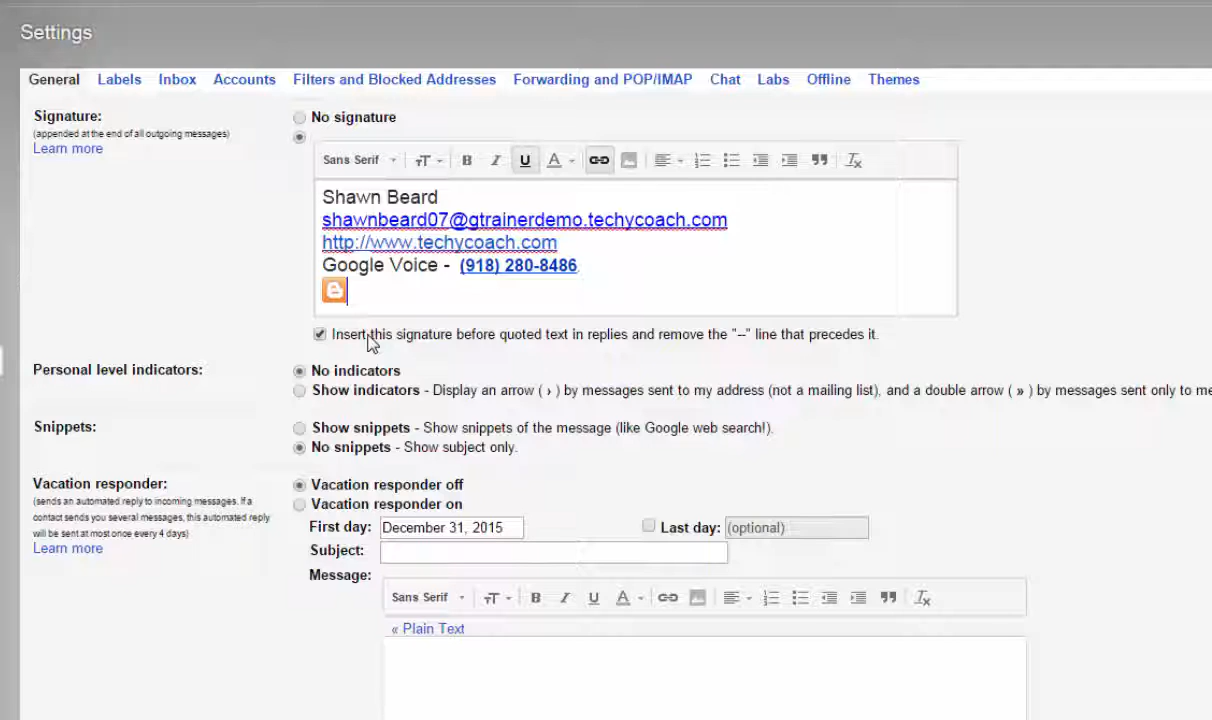 Settings
General Labels Inbox Accounts Filters and Blocked Addresses Forwarding and POP/IMAP Chat Labs Offline Themes
Signature:
(appended at the end of all outgoing messages)
Learn more
No signature
Sans Serif
Shawn Beard
shawnbeard07@gtrainerdemo.techycoach.com
http://www.techycoach.com
Google Voice - (918) 280-8486
Insert this signature before quoted text in replies and remove the "--" line that precedes it.
Personal level indicators:
No indicators
Show indicators - Display an arrow ( › ) by messages sent to my address (not a mailing list), and a double arrow ( » ) by messages sent only to me
Snippets:
Show snippets - Show snippets of the message (like Google web search!).
No snippets - Show subject only.
Vacation responder:
(sends an automated reply to incoming messages. If a
contact sends you several messages, this automated reply
will be sent at most once every 4 days)
Learn more
Vacation responder off
Vacation responder on
First day: December 31, 2015 Last day: (optional)
Subject:
Message:
Sans Serif
« Plain Text